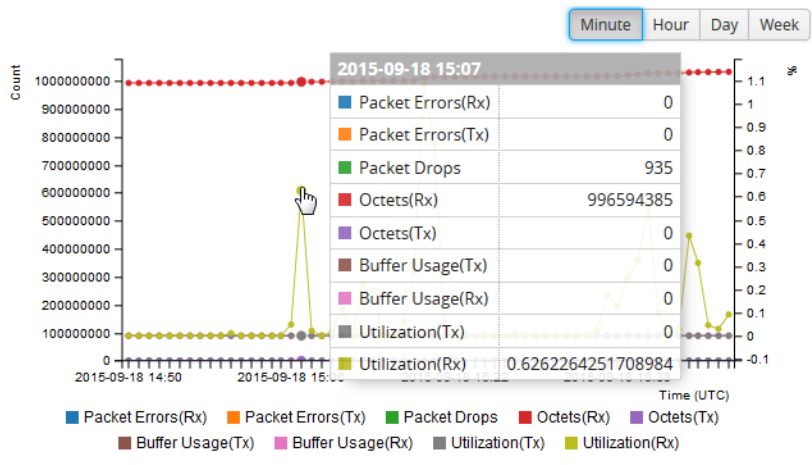 Minute Hour Day Week
Count
%
1000000000
900000000
800000000
700000000
600000000
500000000
400000000
300000000
200000000
100000000
0
1.1
1
0.9
0.8
0.7
0.6
0.5
0.4
0.3
0.2
0.1
0
-0.1
2015-09-18 15:07
Packet Errors(Rx) 0
Packet Errors(Tx) 0
Packet Drops 935
Octets(Rx) 996594385
Octets(Tx) 0
Buffer Usage(Tx) 0
Buffer Usage(Rx) 0
Utilization(Tx) 0
Utilization(Rx) 0.6262264251708984
2015-09-18 14:50 2015-09-18
Time (UTC)
Packet Errors(Rx) Packet Errors(Tx) Packet Drops Octets(Rx) Octets(Tx)
Buffer Usage(Tx) Buffer Usage(Rx) Utilization(Tx) Utilization(Rx)